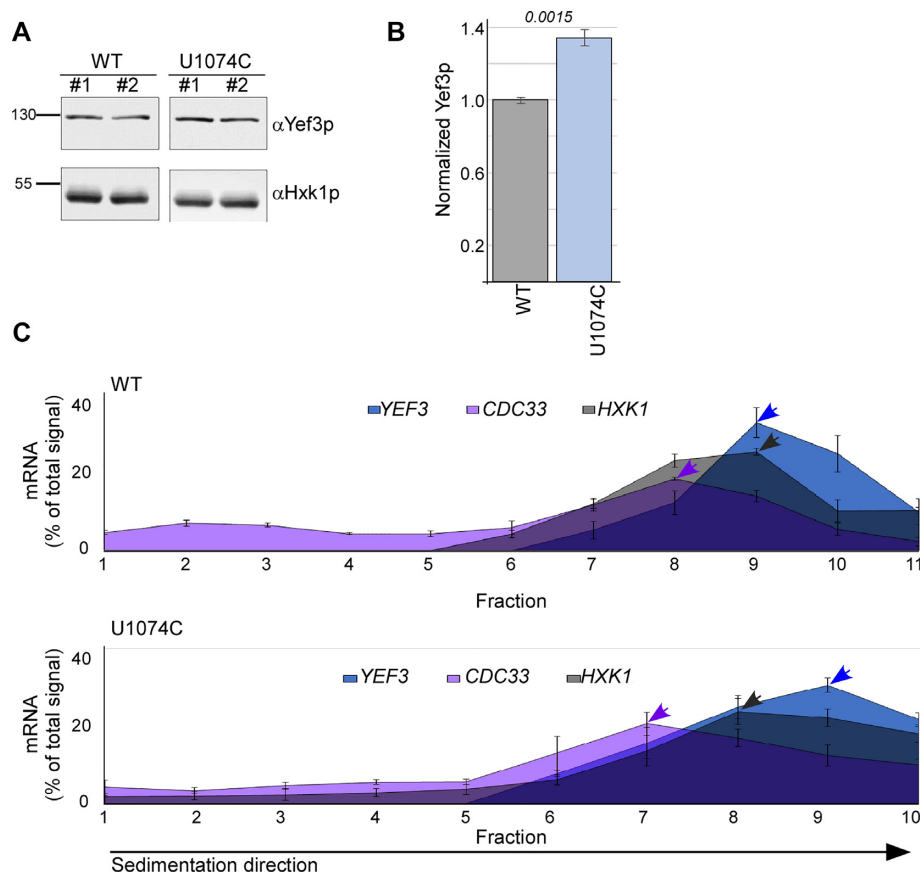 A
WT
U1074C
#1 #2
#1 #2
130
αYef3p
55
αHxk1p
B
0.0015
Normalized Yef3p
1.4
1.0
0.6
0.2
WT
U1074C
C
WT
mRNA
(% of total signal)
40
20
0
YEF3 CDC33 HXK1
1 2 3 4 5 6 7 8 9 10 11
Fraction
U1074C
mRNA
(% of total signal)
40
20
0
YEF3 CDC33 HXK1
1 2 3 4 5 6 7 8 9 10
Fraction
Sedimentation direction